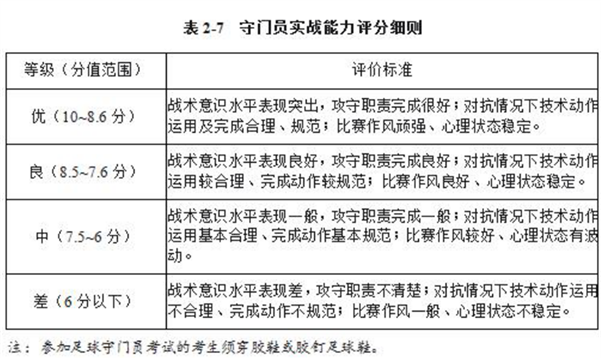 表 2-7 守门员实战能力评分细则
等级（分值范围）
评价标准
优（10~8.6 分）
战术意识水平表现突出，攻守职责完成很好；对抗情况下技术动作
运用及完成合理、规范；比赛作风顽强、心理状态稳定。
良（8.5~7.6 分）
战术意识水平表现良好，攻守职责完成良好；对抗情况下技术动作
运用较合理、完成动作较规范；比赛作风良好、心理状态稳定。
中（7.5~6 分）
战术意识水平表现一般，攻守职责完成一般；对抗情况下技术动作
运用基本合理、完成动作基本规范；比赛作风较好、心理状态有波
动。
差（6 分以下）
战术意识水平表现差，攻守职责不清楚；对抗情况下技术动作运用
不合理、完成动作不规范；比赛作风一般、心理状态不稳定。
注：参加足球守门员考试的考生须穿胶鞋或胶钉足球鞋。